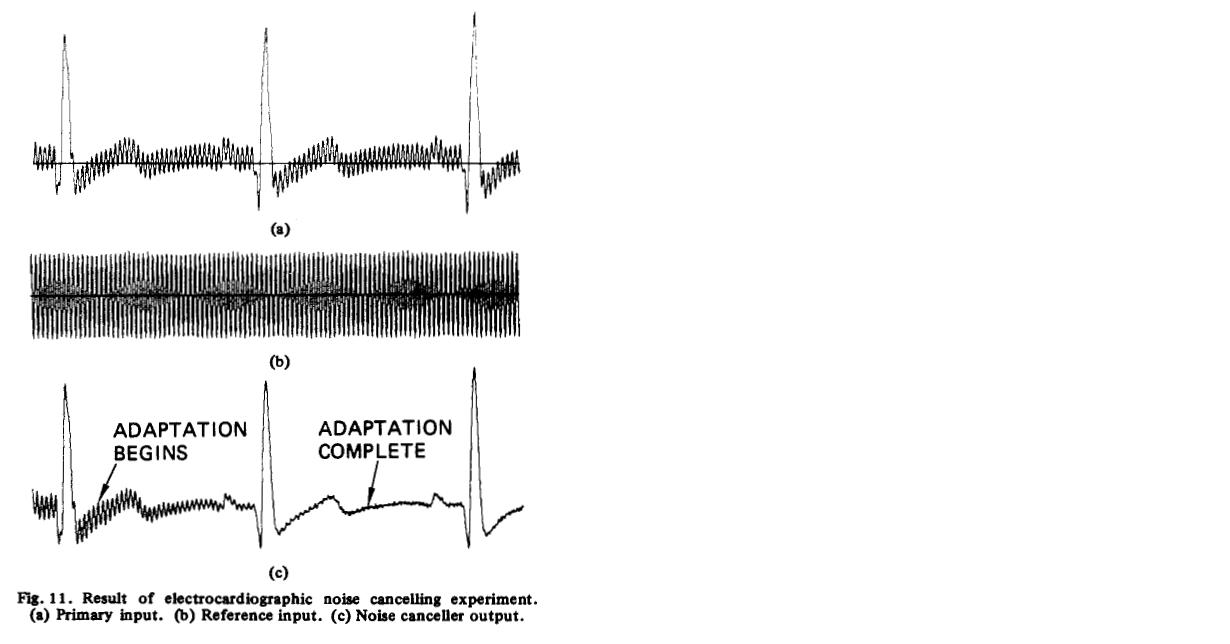 (a)
(b)
ADAPTATION
BEGINS
ADAPTATION
COMPLETE
(c)
Fig. 11. Result of electrocardiographic noise cancelling experiment.
(a) Primary input. (b) Reference input. (c) Noise canceller output.